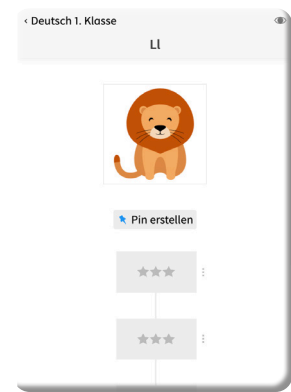 ‹ Deutsch 1. Klasse
Ll
Pin erstellen